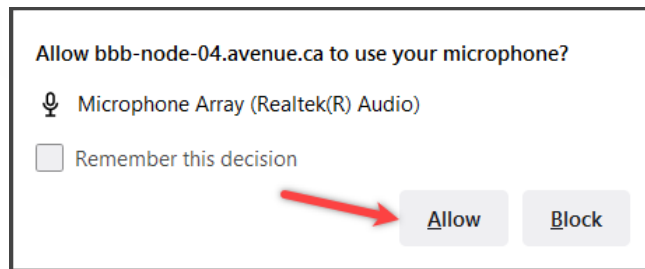 Allow bbb-node-04.avenue.ca to use your microphone?
Microphone Array (Realtek(R) Audio)
Remember this decision
Allow Block